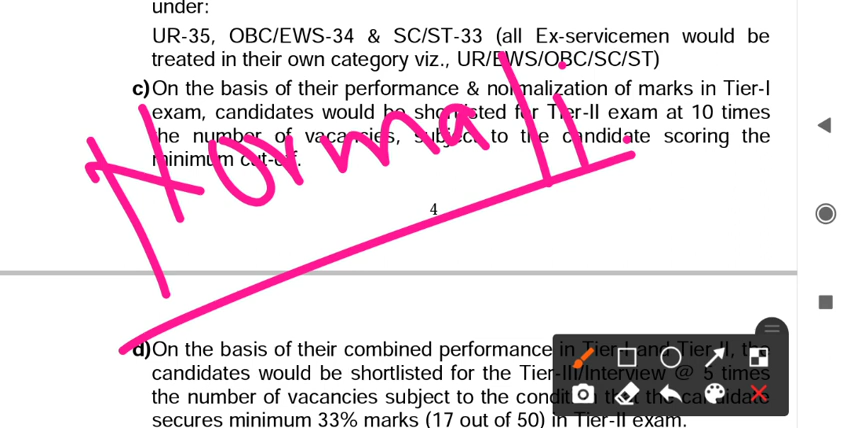 under:
UR-35, OBC/EWS-34 & SC/ST-33 (all Ex-servicemen would be
treated in their own category viz., UR/EWS/OBC/SC/ST)
c) On the basis of their performance & normalization of marks in Tier-I
exam, candidates would be shortlisted for Tier-II exam at 10 times
the number of vacancies, subject to the candidate scoring the
minimum cut-off.
Normali
4
d) On the basis of their combined performance in Tier-I and Tier-II, the
candidates would be shortlisted for the Tier-III/Interview @ 5 times
the number of vacancies subject to the condition that the candidate
secures minimum 33% marks (17 out of 50) in Tier-II exam.